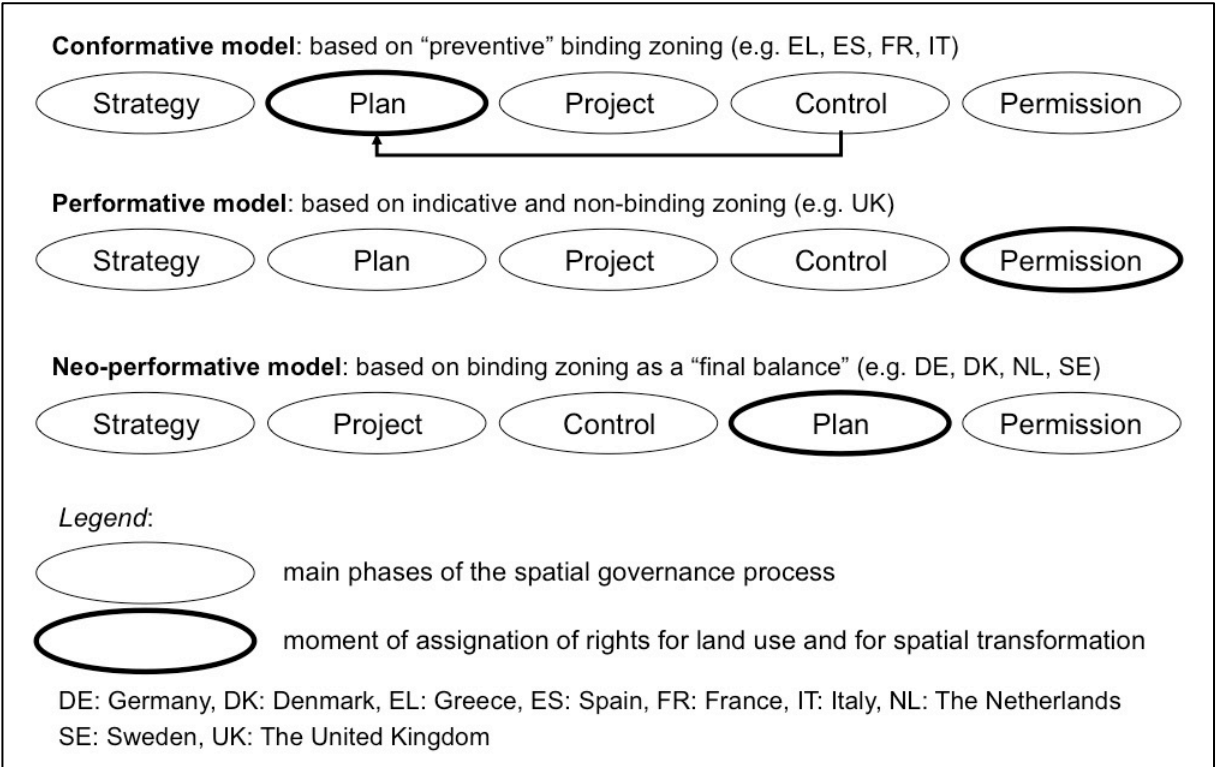 Conformative model: based on “preventive” binding zoning (e.g. EL, ES, FR, IT)
Strategy Plan Project Control Permission
Performative model: based on indicative and non-binding zoning (e.g. UK)
Strategy Plan Project Control Permission
Neo-performative model: based on binding zoning as a “final balance” (e.g. DE, DK, NL, SE)
Strategy Project Control Plan Permission
Legend:
main phases of the spatial governance process
moment of assignation of rights for land use and for spatial transformation
DE: Germany, DK: Denmark, EL: Greece, ES: Spain, FR: France, IT: Italy, NL: The Netherlands
SE: Sweden, UK: The United Kingdom